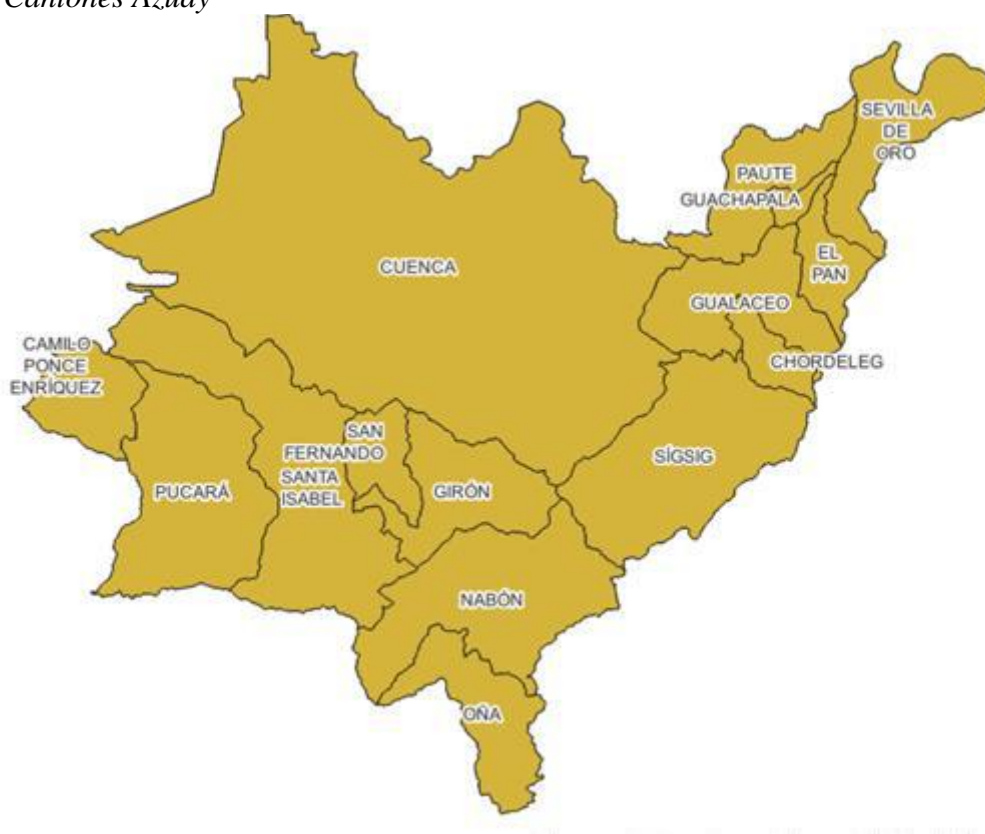 Cantones Azuay
SEVILLA
DE
ORO
PAUTE
GUACHAPALA
EL
PAN
CUENCA
GUALACEO
CAMILO
PONCE
ENRÍQUEZ
CHORDELEG
SAN
FERNANDO
SANTA
ISABEL
SÍGSIG
PUCARÁ
GIRÓN
NABÓN
OÑA